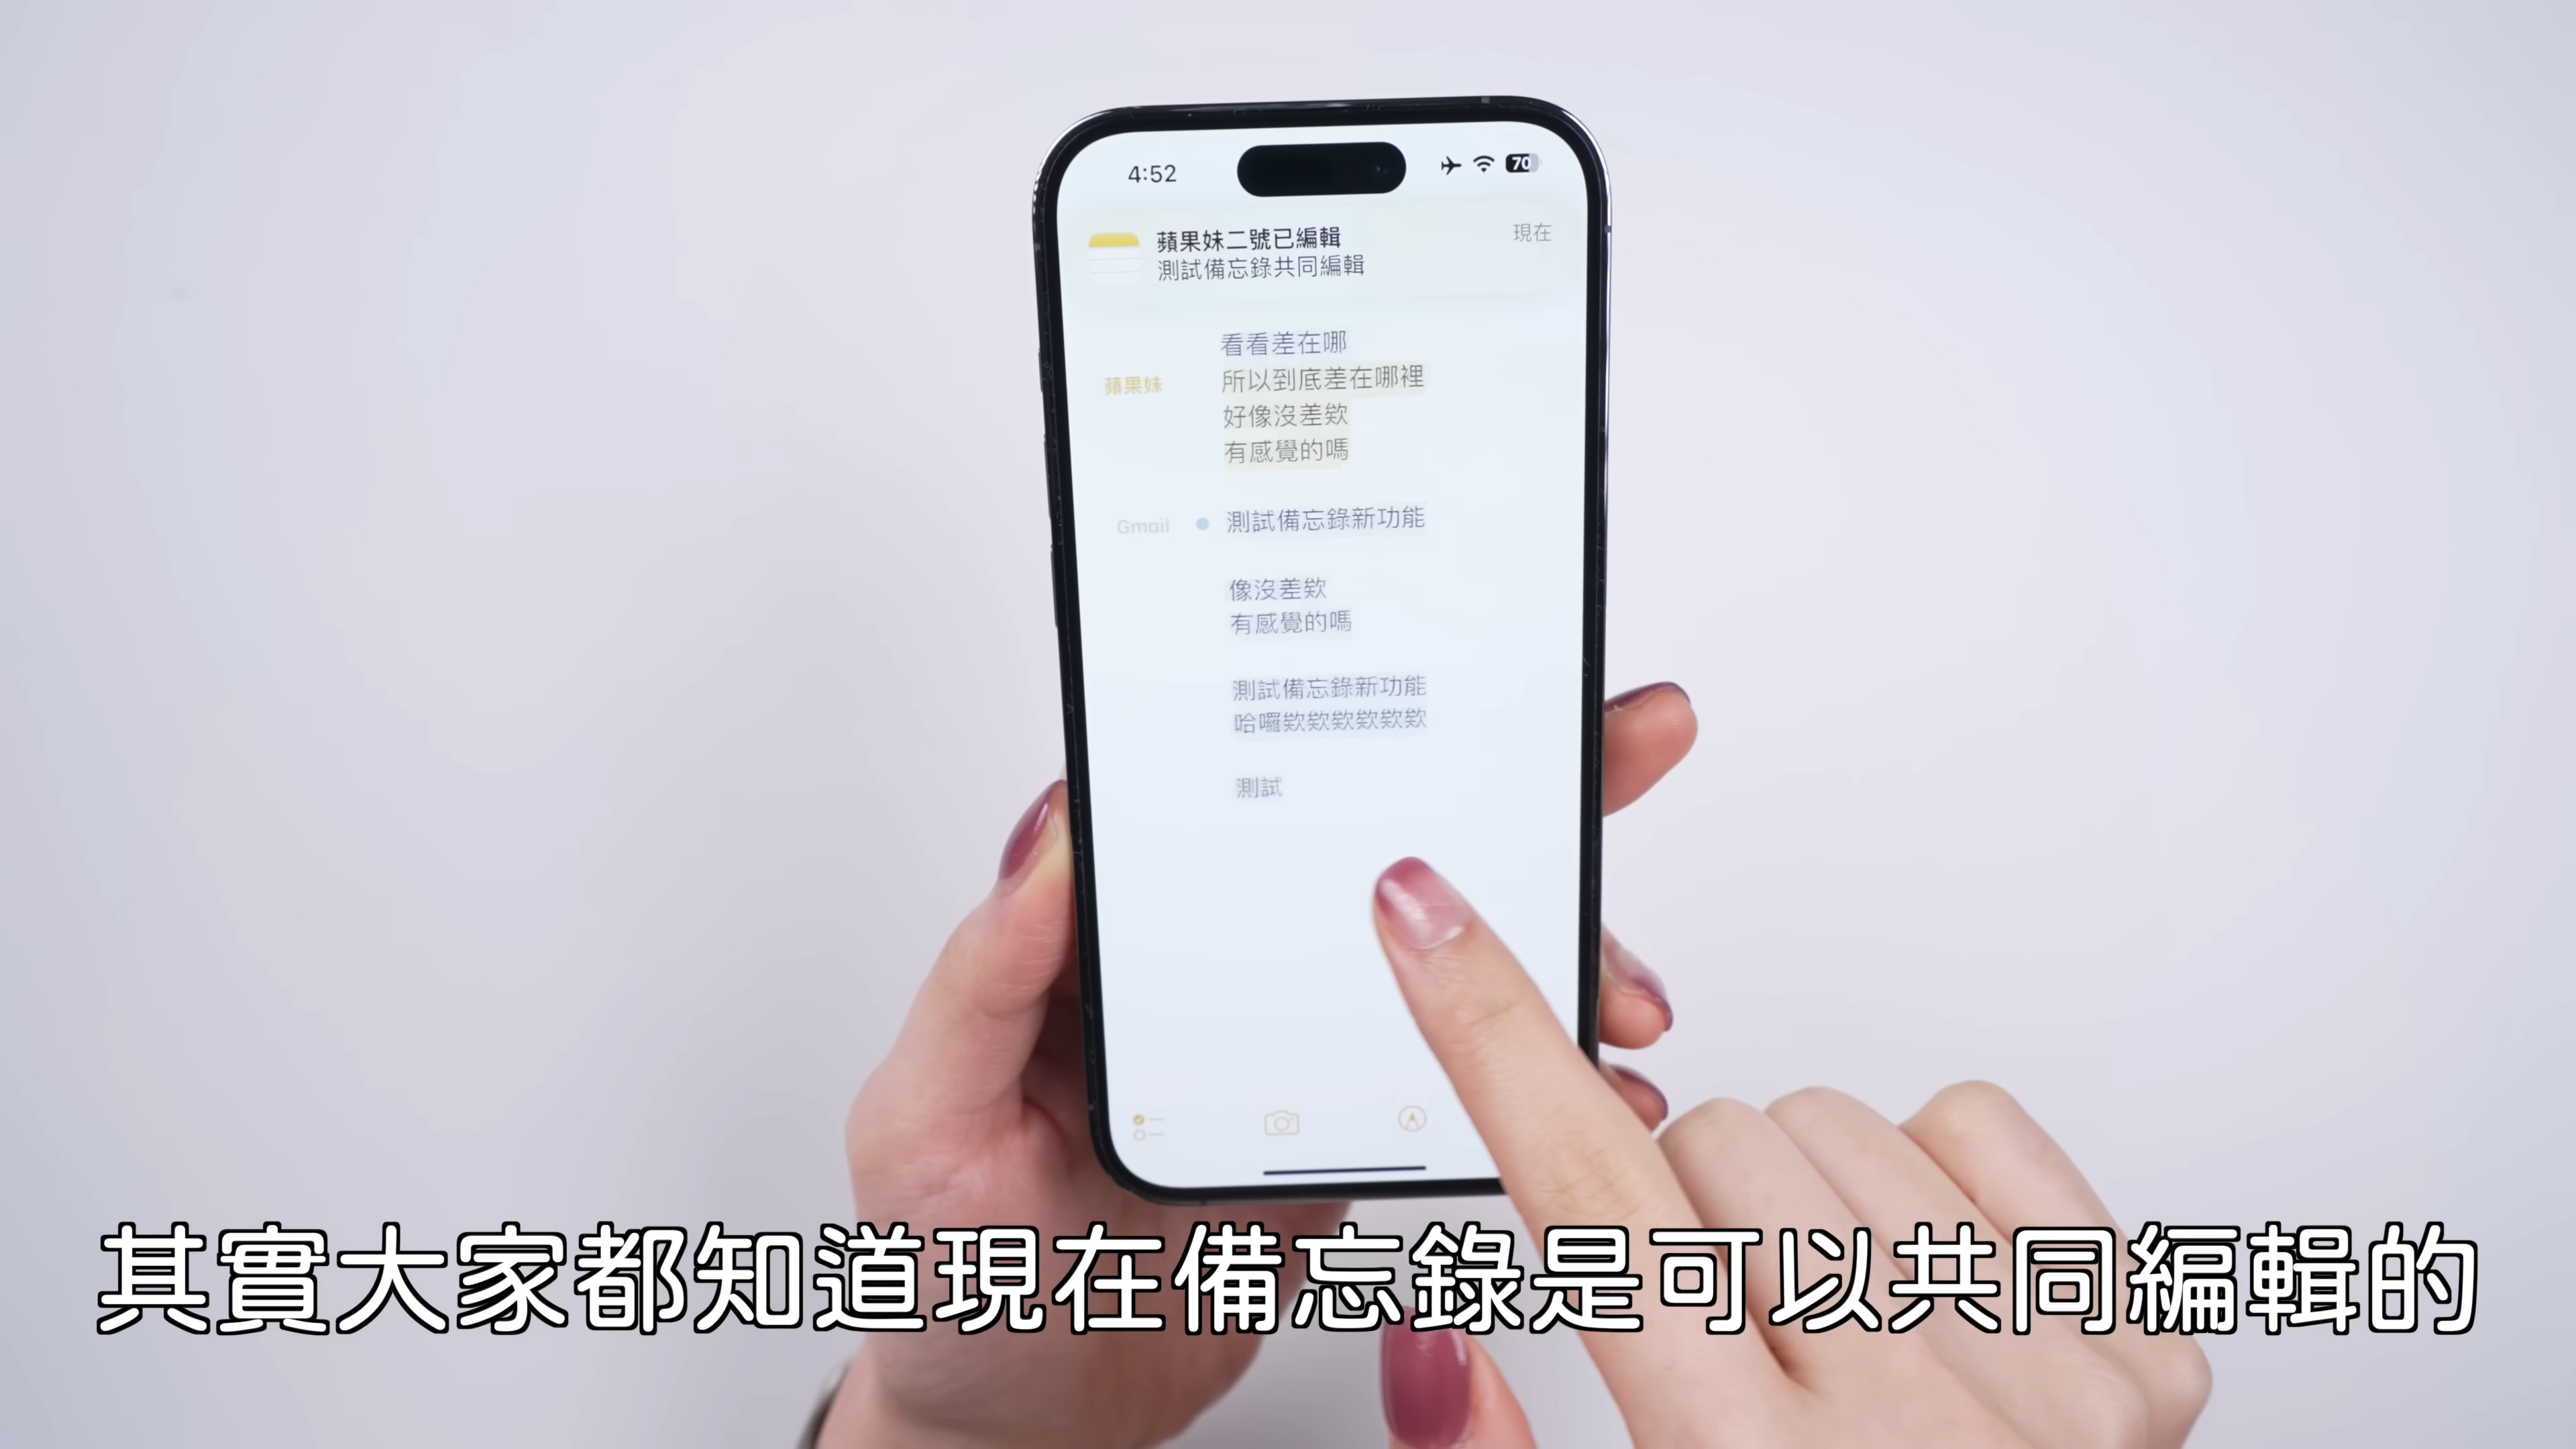 4:52
70
蘋果妹二號已編輯
現在
測試備忘錄共同編輯
看看差在哪
蘋果妹
所以到底差在哪裡
好像沒差欸
有感覺的嗎
Gmail
測試備忘錄新功能
像沒差欸
有感覺的嗎
測試備忘錄新功能
哈囉欸欸欸欸欸欸
測試
其實大家都知道現在備忘錄是可以共同編輯的